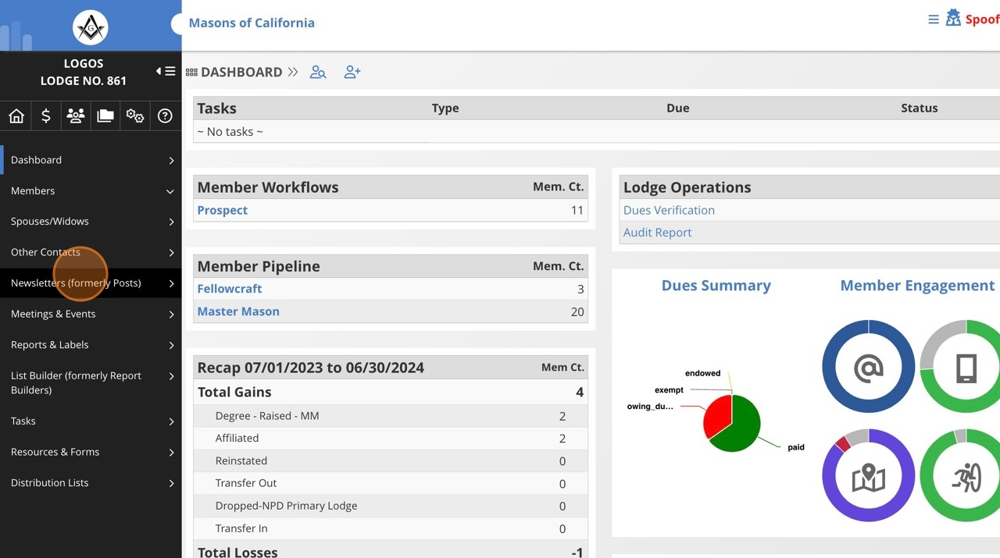 G
Masons of California
Spoof
LOGOS
LODGE NO. 861
DASHBOARD
Dashboard
Members
Spouses/Widows
Other Contacts
Newsletters (formerly Posts)
Meetings & Events
Reports & Labels
List Builder (formerly Report
Builders)
Tasks
Resources & Forms
Distribution Lists
Tasks Type Due Status
~ No tasks ~
Member Workflows Mem. Ct.
Prospect 11
Member Pipeline Mem. Ct.
Fellowcraft 3
Master Mason 20
Recap 07/01/2023 to 06/30/2024 Mem Ct.
Total Gains 4
Degree - Raised - MM 2
Affiliated 2
Reinstated 0
Transfer Out 0
Dropped-NPD Primary Lodge 0
Transfer In 0
Total Losses -1
Lodge Operations
Dues Verification
Audit Report
Dues Summary
endowed
exempt
owing_du...
paid
Member Engagement